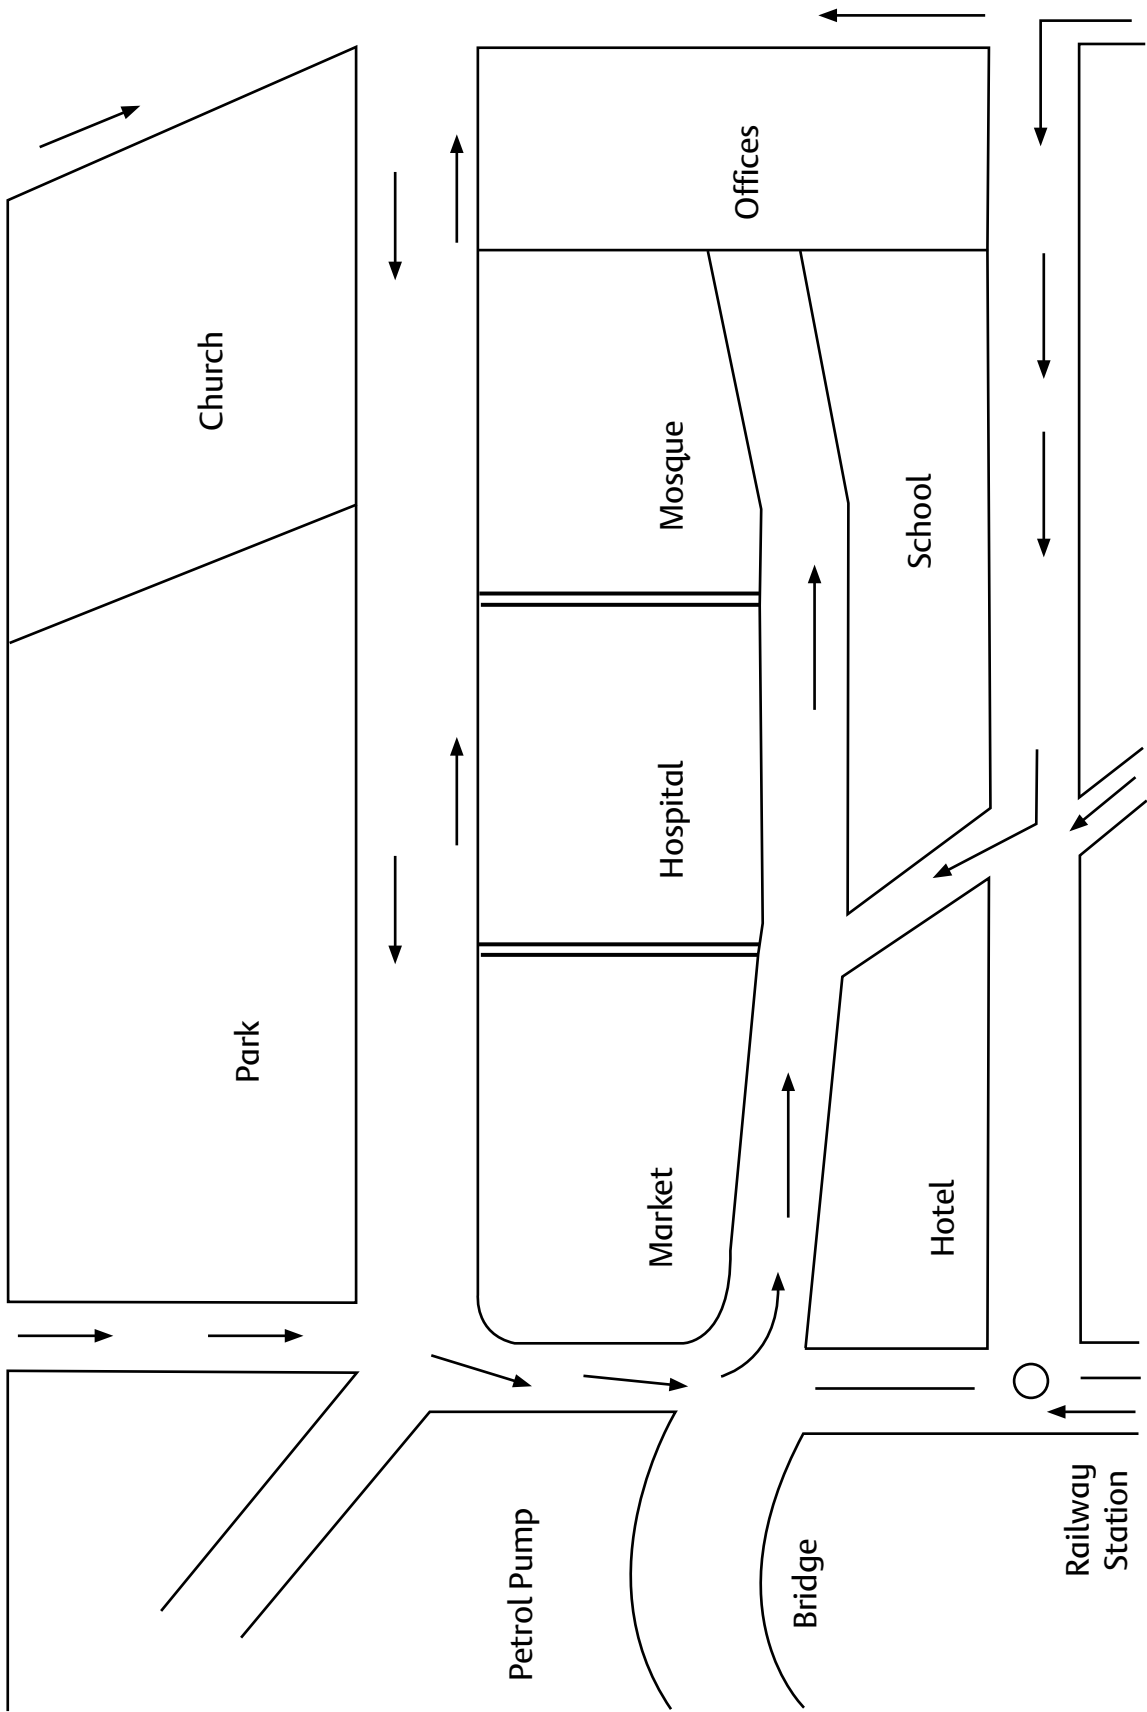 Church
Park
Offices
Mosque
Hospital
Market
School
Hotel
Petrol Pump
Bridge
Railway
Station